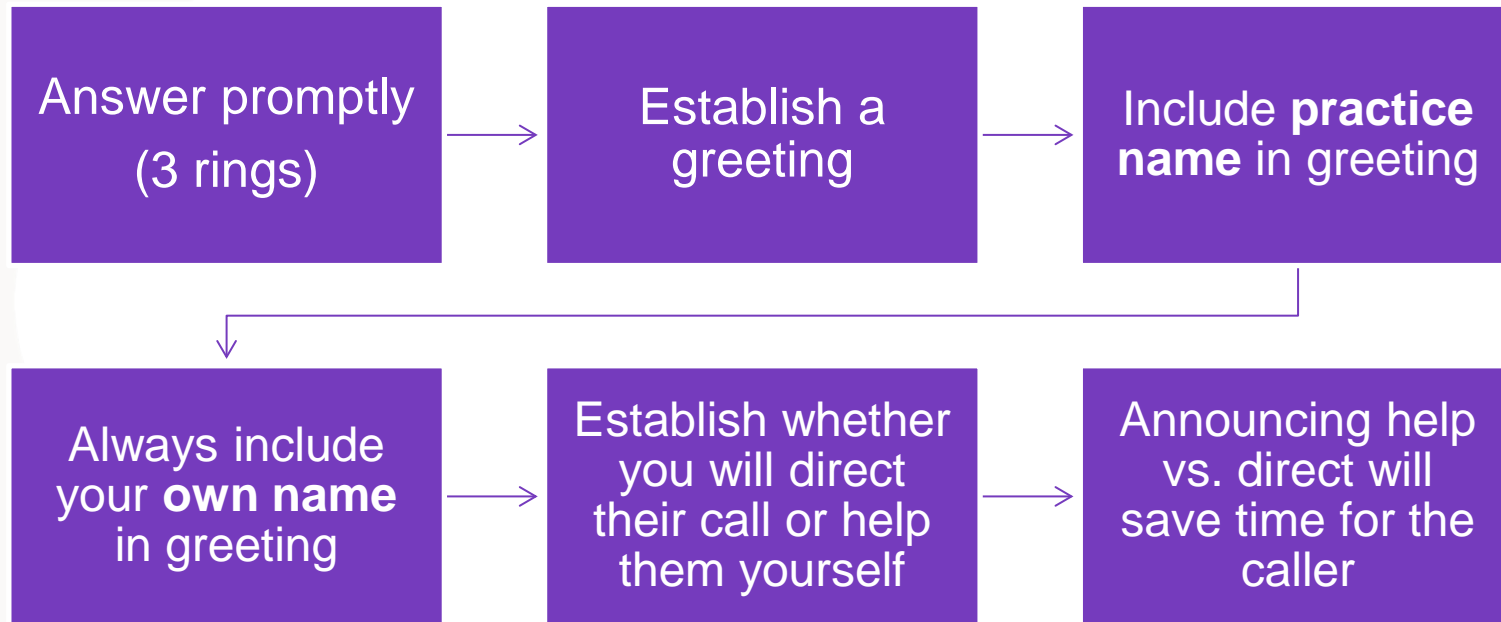 Answer promptly
(3 rings)
Establish a
greeting
Include practice
name in greeting
Always include
your own name
in greeting
Establish whether
you will direct
their call or help
them yourself
Announcing help
vs. direct will
save time for the
caller